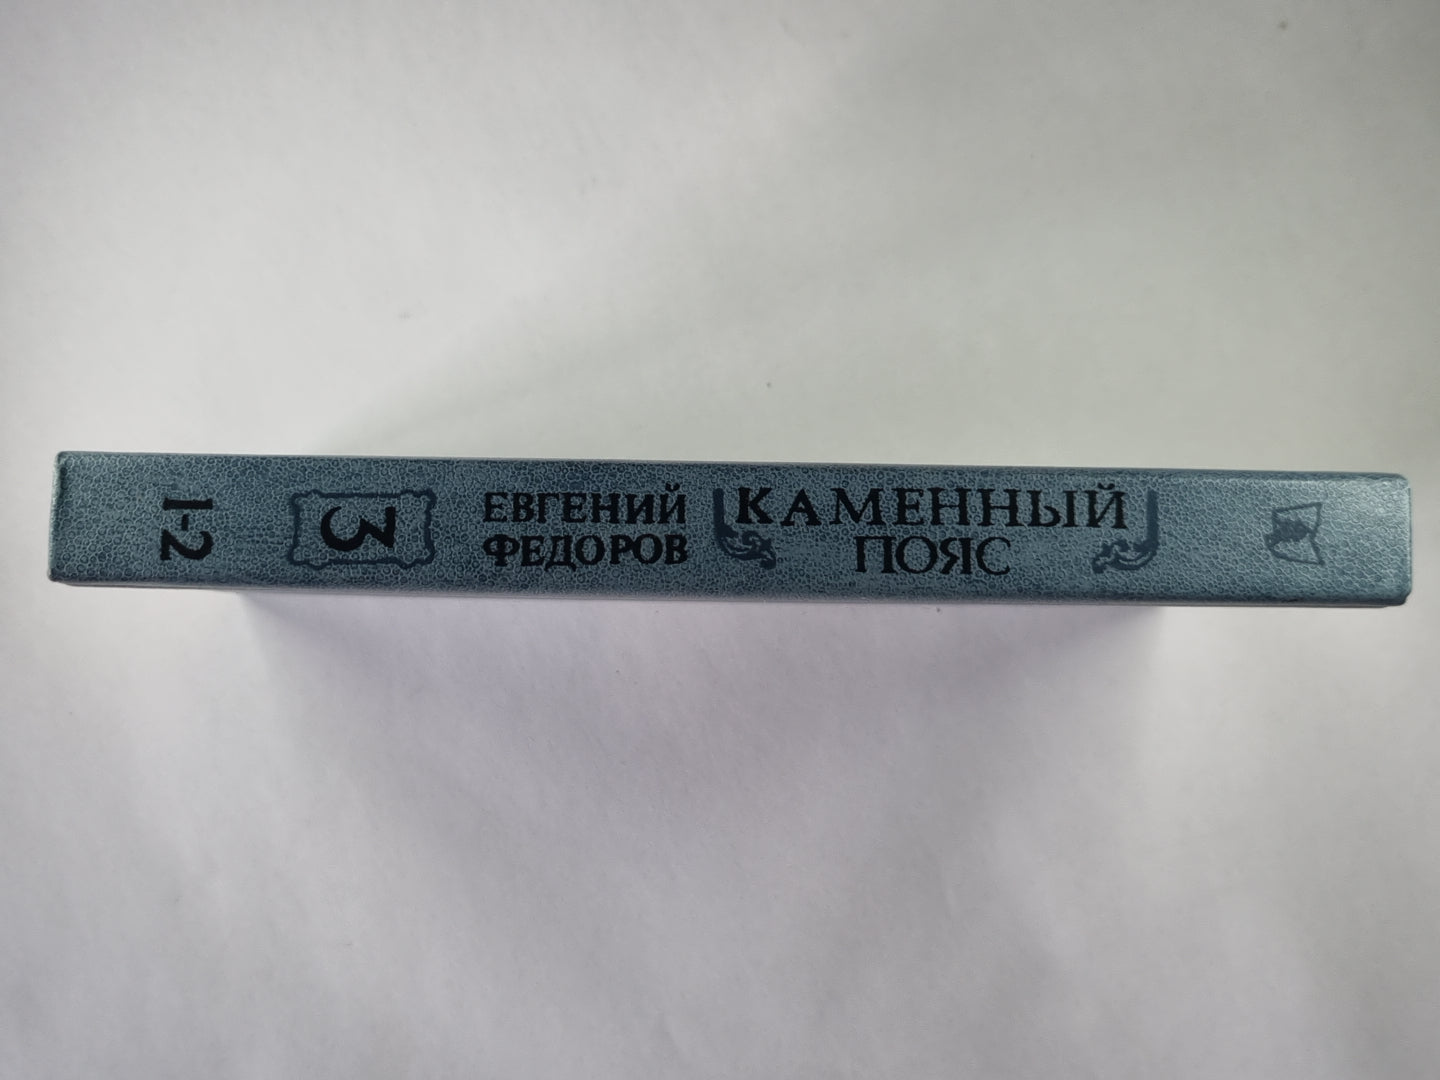 1-2
3
ЕВГЕНИЙ
ФЕДОРОВ
КАМЕННЫЙ
ПОЯС